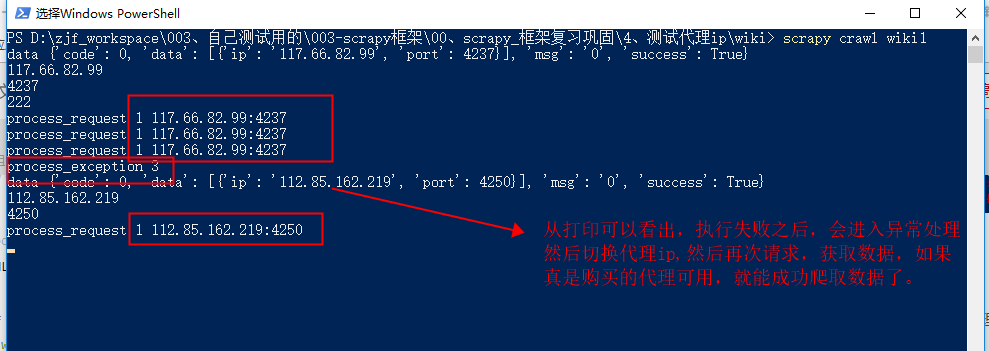 选择Windows PowerShell
PS D:\zjf_workspace\003、自己测试用的\003-scrapy框架\00、scrapy_框架复习巩固\4、测试代理ip\wiki> scrapy crawl wiki1
data {'code': 0, 'data': [{'ip': '117.66.82.99', 'port': 4237}], 'msg': '0', 'success': True}
117.66.82.99
4237
222
process_request 1 117.66.82.99:4237
process_request 1 117.66.82.99:4237
process_request 1 117.66.82.99:4237
process_exception 3
data {'code': 0, 'data': [{'ip': '112.85.162.219', 'port': 4250}], 'msg': '0', 'success': True}
112.85.162.219
4250
process_request 1 112.85.162.219:4250
从打印可以看出，执行失败之后，会进入异常处理
然后切换代理ip,然后再次请求，获取数据，如果
真是购买的代理可用，就能成功爬取数据了。